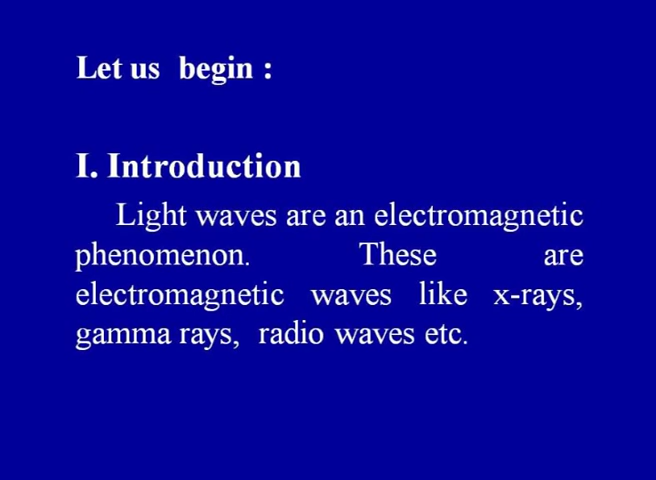 Let us begin :
I. Introduction
Light waves are an electromagnetic
phenomenon. These are
electromagnetic waves like x-rays,
gamma rays, radio waves etc.